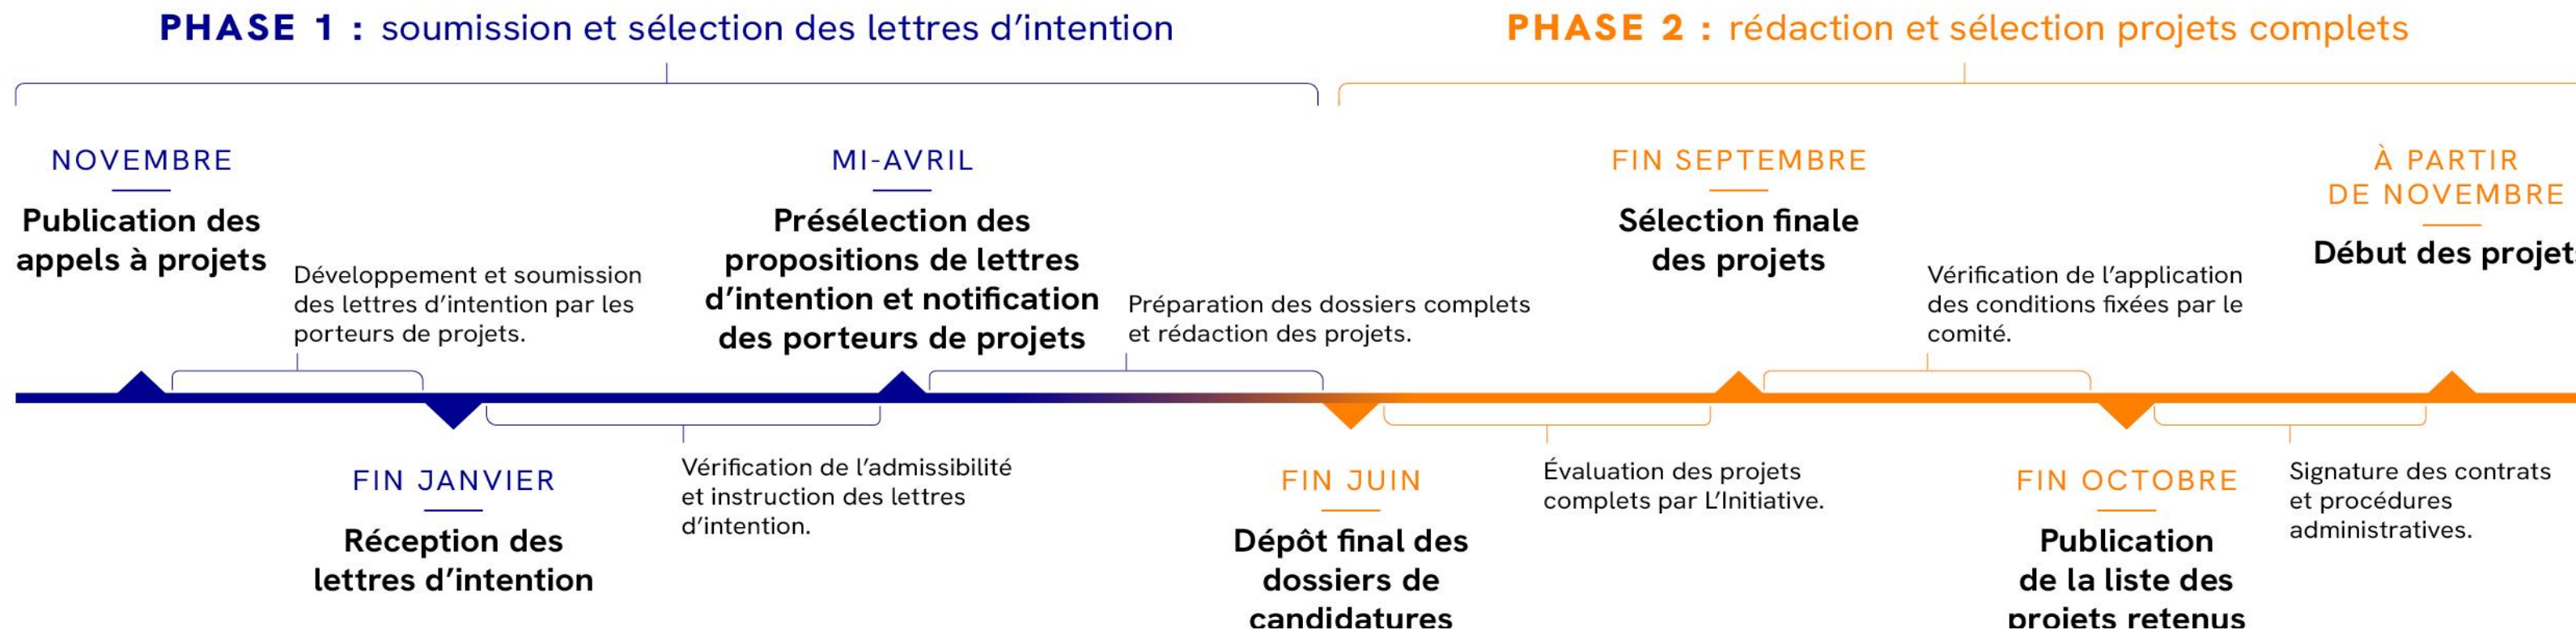 PHASE 1 : soumission et sélection des lettres d’intention
NOVEMBRE
Publication des
appels à projets
Développement et soumission
des lettres d’intention par les
porteurs de projets.
FIN JANVIER
Réception des
lettres d’intention
Vérification de l’admissibilité
et instruction des lettres
d’intention.
MI-AVRIL
Présélection des
propositions de lettres
d’intention et notification
des porteurs de projets
Préparation des dossiers complets
et rédaction des projets.
PHASE 2 : rédaction et sélection projets complets
FIN JUIN
Dépôt final des
dossiers de
candidatures
Évaluation des projets
complets par L’Initiative.
FIN SEPTEMBRE
Sélection finale
des projets
Vérification de l’application
des conditions fixées par le
comité.
FIN OCTOBRE
Publication
de la liste des
projets retenus
Signature des contrats
et procédures
administratives.
À PARTIR
DE NOVEMBRE
Début des projets